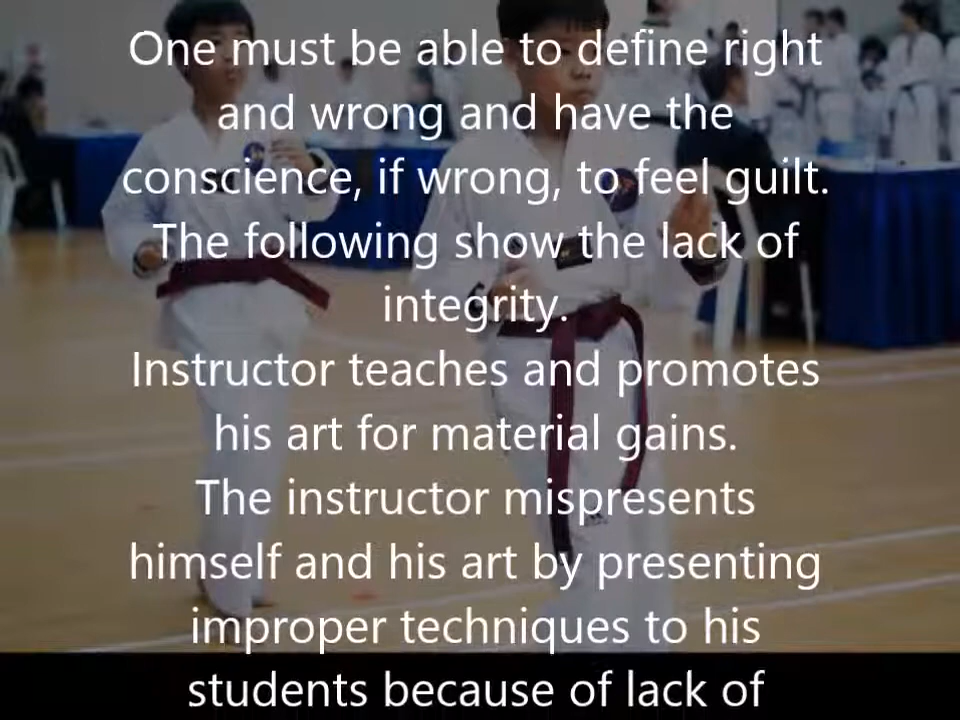 One must be able to define right
and wrong and have the
conscience, if wrong, to feel guilt.
The following show the lack of
integrity.
Instructor teaches and promotes
his art for material gains.
The instructor mispresents
himself and his art by presenting
improper techniques to his
students because of lack of